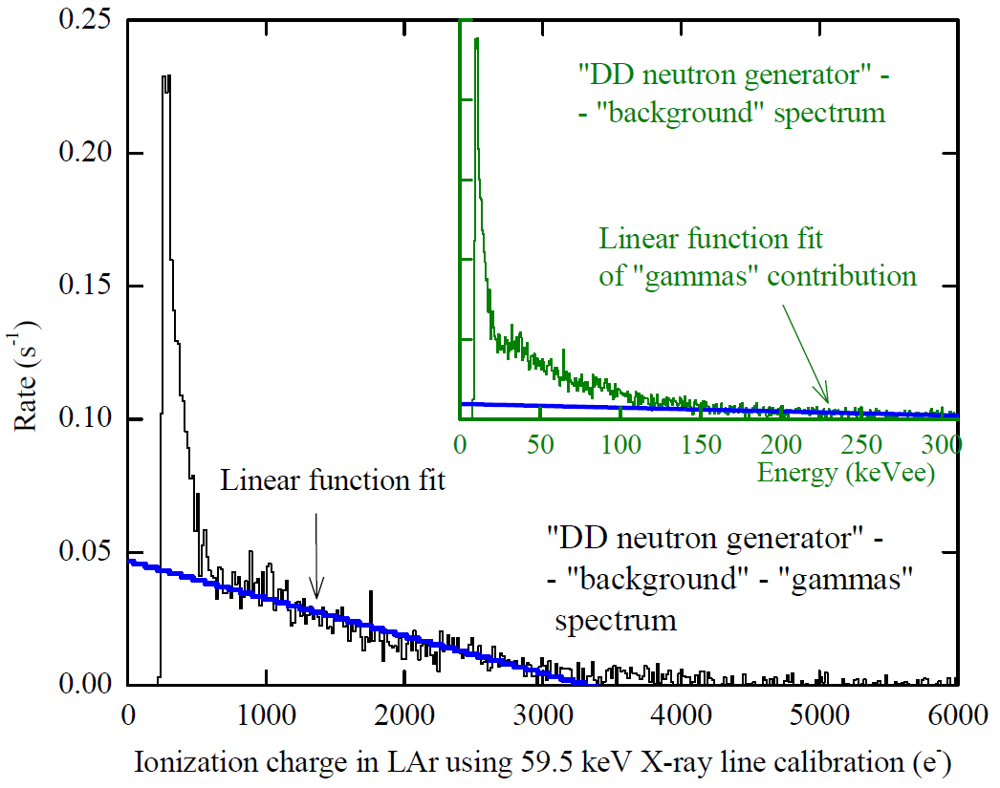 0.25
0.20
0.15
0.10
0.05
0.00
Rate (s-1)
0 1000 2000 3000 4000 5000 6000
Ionization charge in LAr using 59.5 keV X-ray line calibration (e-)
"DD neutron generator" -
- "background" spectrum
Linear function fit
of "gammas" contribution
0 50 100 150 200 250 300
Energy (keVee)
Linear function fit
"DD neutron generator" -
- "background" - "gammas"
spectrum